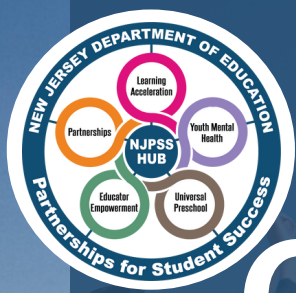 NEW JERSEY DEPARTMENT OF EDUCATION
Learning
Acceleration
Partnerships
NJPSS
HUB
Youth Mental
Health
Educator
Empowerment
Universal
Preschool
Partnerships for Student Success